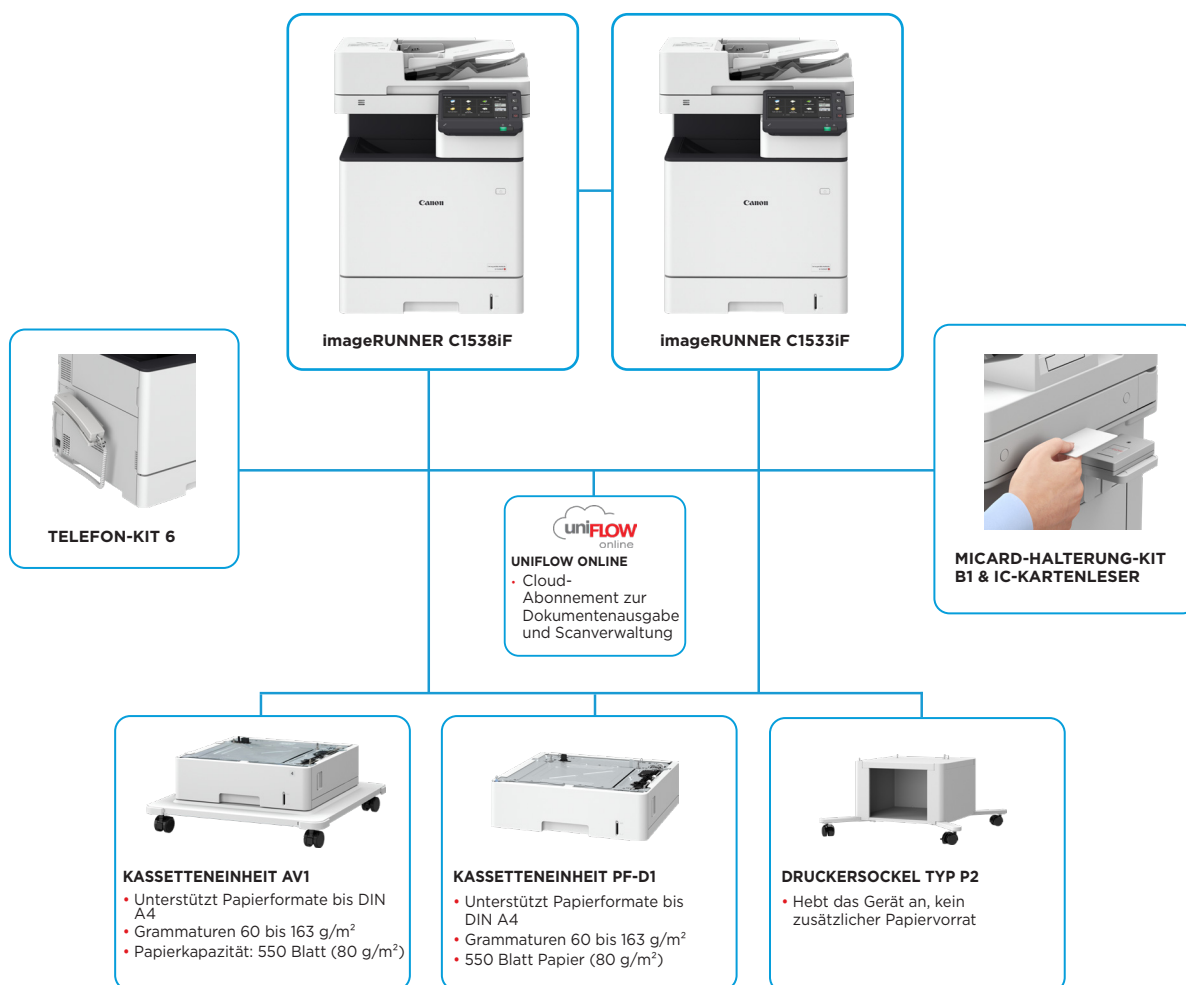 Canon
Canon
imageRUNNER C1538iF
imageRUNNER C1533iF
TELEFON-KIT 6
uniFLOW
online
UNIFLOW ONLINE
• Cloud-
Abonnement zur
Dokumentenausgabe
und Scanverwaltung
MICARD-HALTERUNG-KIT
B1 & IC-KARTENLESER
KASSETTENEINHEIT AV1
• Unterstützt Papierformate bis DIN
A4
• Grammaturen 60 bis 163 g/m²
• Papierkapazität: 550 Blatt (80 g/m²)
KASSETTENEINHEIT PF-D1
• Unterstützt Papierformate bis
DIN A4
• Grammaturen 60 bis 163 g/m²
• 550 Blatt Papier (80 g/m²)
DRUCKERSOCKEL TYP P2
• Hebt das Gerät an, kein
zusätzlicher Papiervorrat